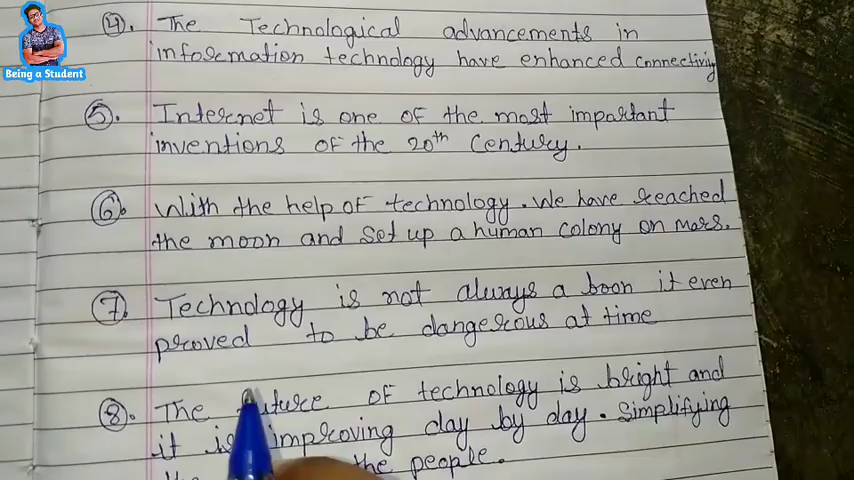 Being a Student
4. The Technological advancements in
information technology have enhanced connectivity
5. Internet is one of the most important
inventions of the 20th Century.
6. With the help of technology. We have reached
the moon and set up a human colony on mars.
7. Technology is not always a boon it even
proved to be dangerous at time
8. The future of technology is bright and
it is improving day by day. Simplifying
the people.